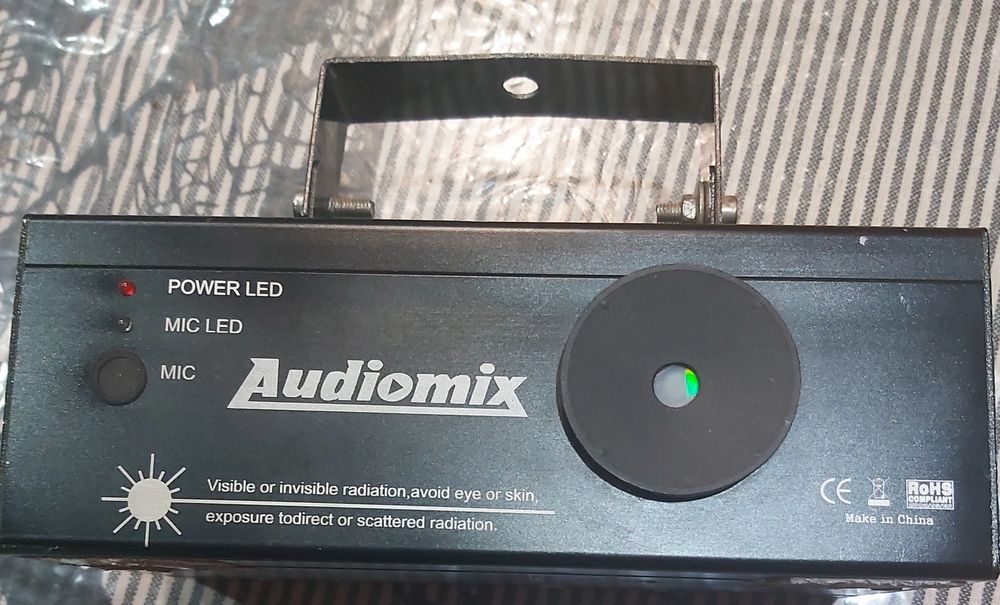 POWER LED
MIC LED
MIC
Audiomix
Visible or invisible radiation,avoid eye or skin,
exposure todirect or scattered radiation.
CE
RoHS
COMPLIANT
Make in China